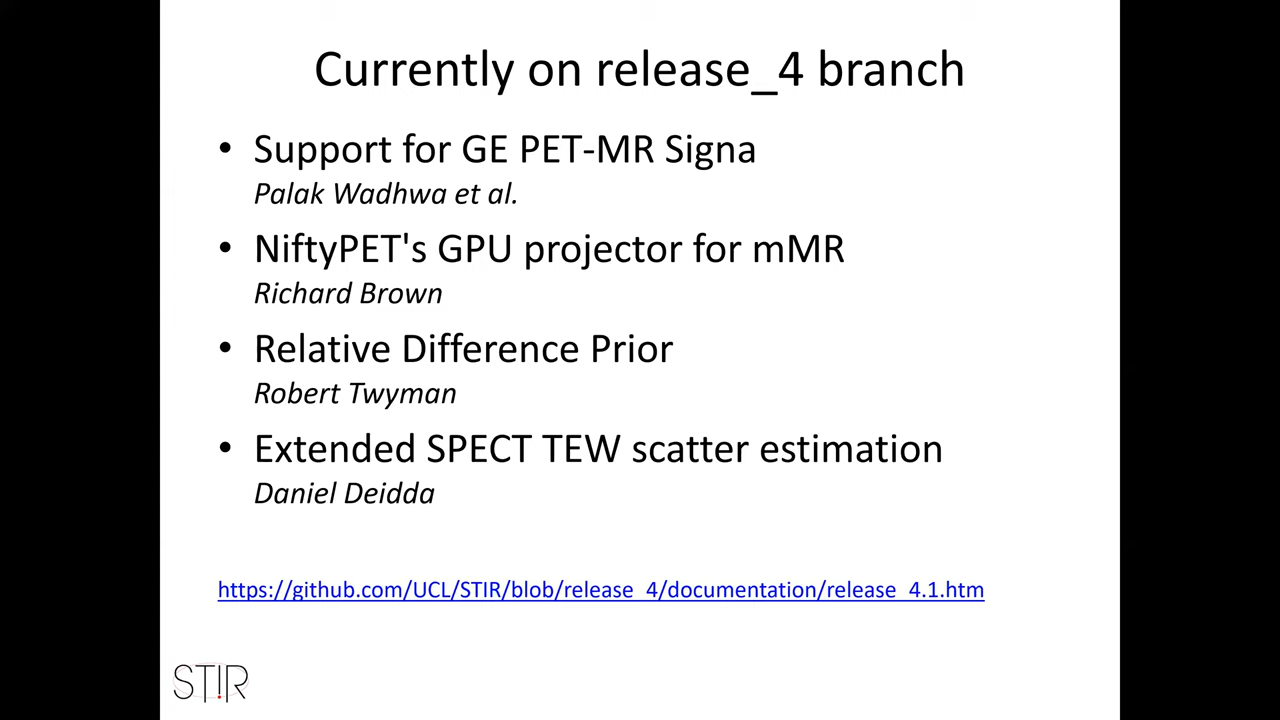 Currently on release_4 branch
• Support for GE PET-MR Signa
Palak Wadhwa et al.
• NiftyPET's GPU projector for mMR
Richard Brown
• Relative Difference Prior
Robert Twyman
• Extended SPECT TEW scatter estimation
Daniel Deidda
https://github.com/UCL/STIR/blob/release_4/documentation/release_4.1.htm
STIR